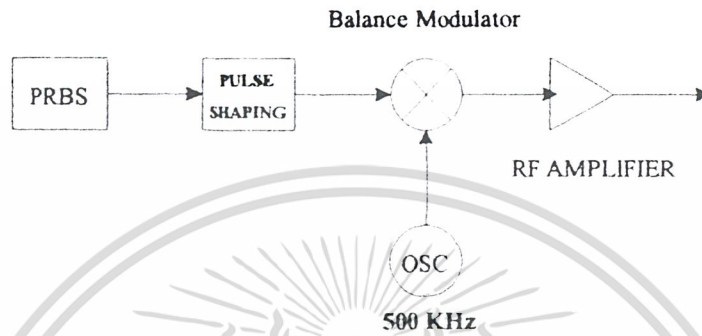 Balance Modulator
PRBS
PULSE
SHAPING
RF AMPLIFIER
OSC
500 KHz